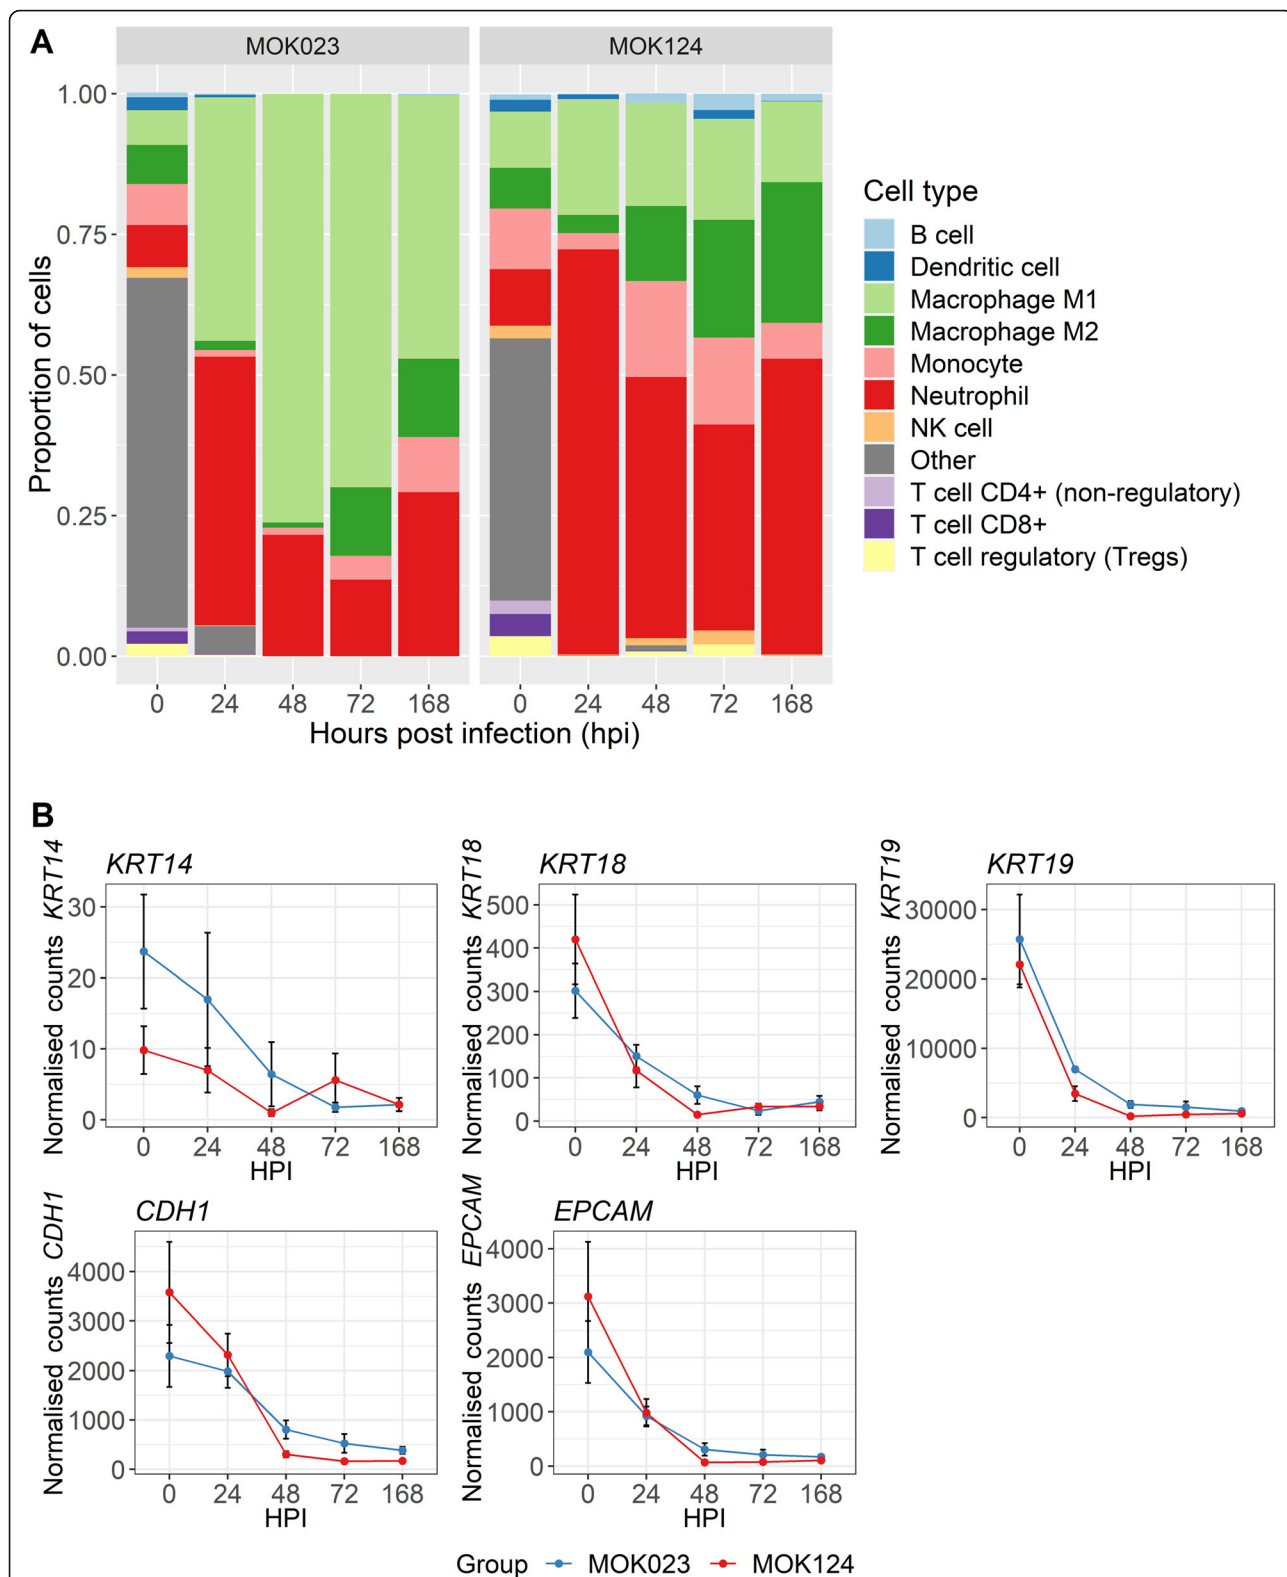 A
MOK023
MOK124
Proportion of cells
1.00
0.75
0.50
0.25
0.00
0 24 48 72 168
0 24 48 72 168
Hours post infection (hpi)
Cell type
B cell
Dendritic cell
Macrophage M1
Macrophage M2
Monocyte
Neutrophil
NK cell
Other
T cell CD4+ (non-regulatory)
T cell CD8+
T cell regulatory (Tregs)
B
KRT14
Normalised counts KRT14
30
20
10
0
0 24 48 72 168
HPI
KRT18
Normalised counts KRT18
500
400
300
200
100
0
0 24 48 72 168
HPI
KRT19
Normalised counts KRT19
30000
20000
10000
0
0 24 48 72 168
HPI
CDH1
Normalised counts CDH1
4000
3000
2000
1000
0
0 24 48 72 168
HPI
EPCAM
Normalised counts EPCAM
4000
3000
2000
1000
0
0 24 48 72 168
HPI
Group MOK023 MOK124